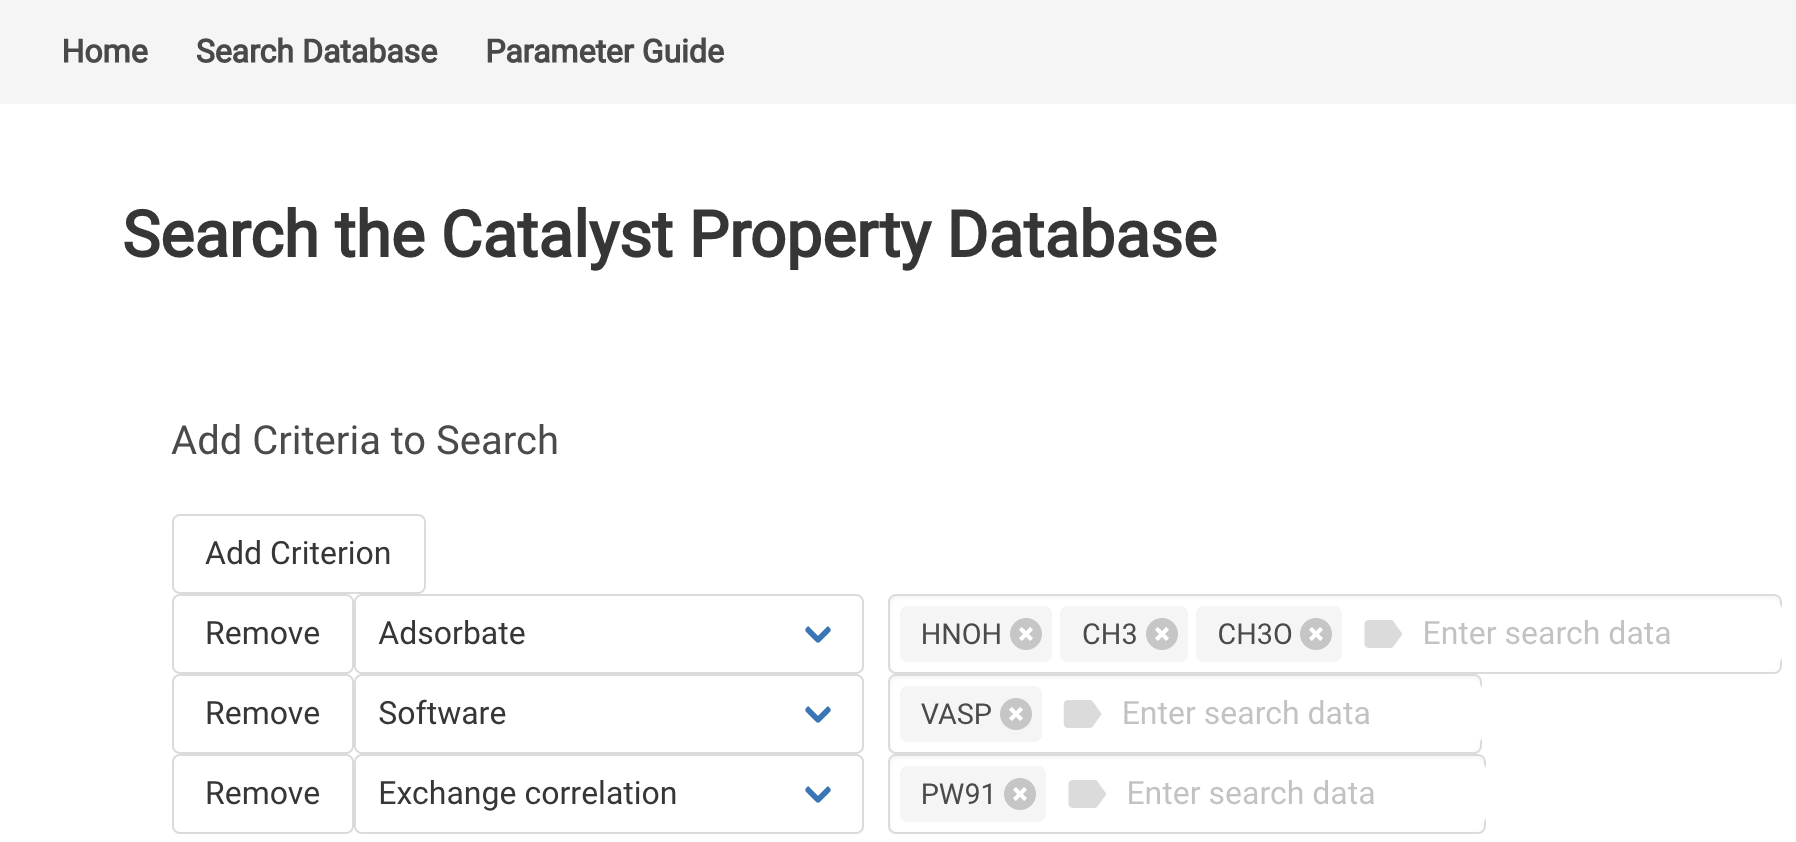 Home Search Database Parameter Guide
Search the Catalyst Property Database
Add Criteria to Search
Add Criterion
Remove Adsorbate HNOH CH3 CH3O Enter search data
Remove Software VASP Enter search data
Remove Exchange correlation PW91 Enter search data